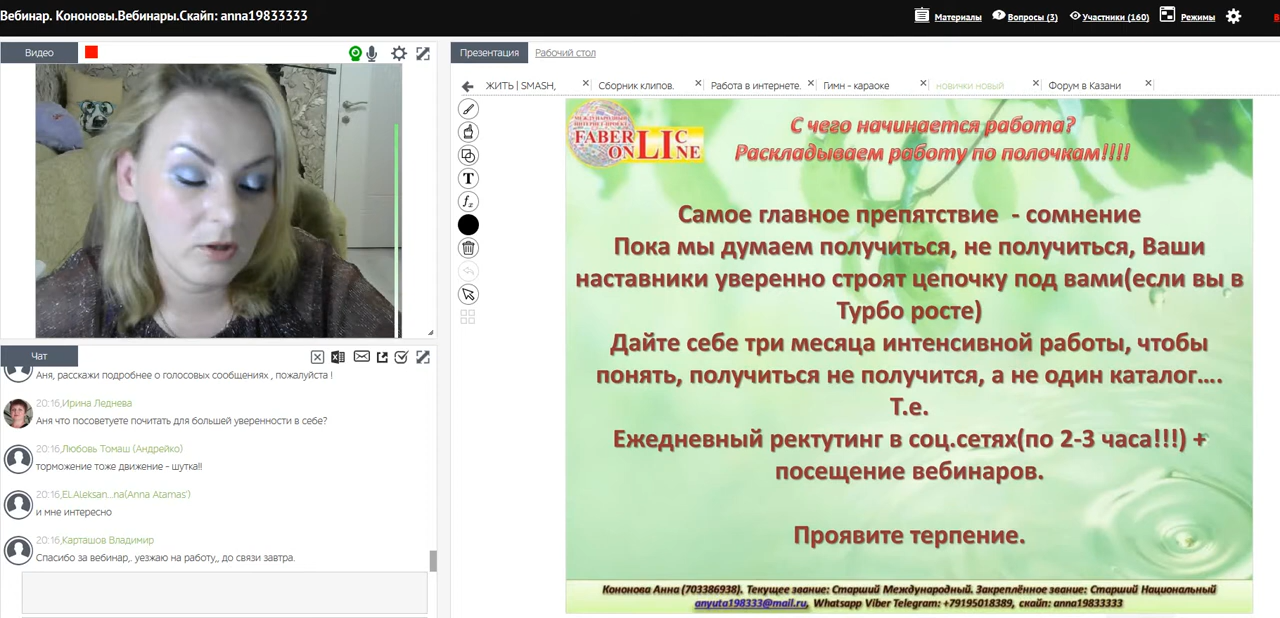 Вебинар. Кононовы.Вебинары.Скайп: anna19833333
Материалы
Вопросы (3)
Участники (160)
Режимы
Видео
Презентация
Рабочий стол
ЖИТЬ | SMASH,
Сборник клипов.
Работа в интернете.
Гимн - караоке
новички новый
Форум в Казани
МЕЖДУНАРОДНЫЙ
ИНТЕРНЕТ-ПРОЕКТ
FABERLIC
ONLINE
С чего начинается работа?
Раскладываем работу по полочкам!!!!
Самое главное препятствие - сомнение
Пока мы думаем получиться, не получиться, Ваши
наставники уверенно строят цепочку под вами(если вы в
Турбо росте)
Дайте себе три месяца интенсивной работы, чтобы
понять, получиться не получится, а не один каталог….
Т.е.
Ежедневный ректутинг в соц.сетях(по 2-3 часа!!!) +
посещение вебинаров.
Проявите терпение.
Кононова Анна (703386938). Текущее звание: Старший Международный. Закреплённое звание: Старший Национальный
anyuta198333@mail.ru, Whatsapp Viber Telegram: +79195018389, скайп: anna19833333
Чат
Аня, расскажи подробнее о голосовых сообщениях , пожалуйста !
20:16,Ирина Леднева
Аня что посоветуете почитать для большей уверенности в себе?
20:16,Любовь Томаш (Андрейко)
торможение тоже движение - шутка!!
20:16,ELAleksan...na(Anna Atamas')
и мне интересно
20:16,Карташов Владимир
Спасибо за вебинар,. уезжаю на работу,, до связи завтра.